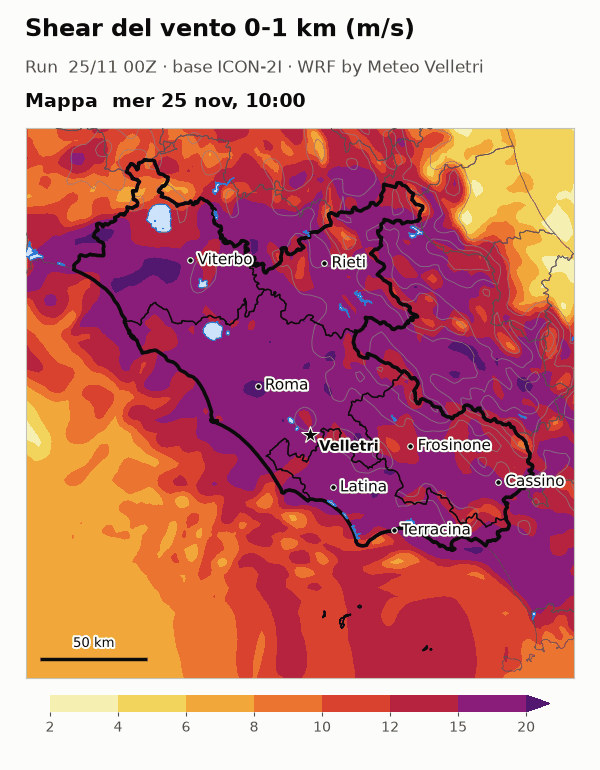 Shear del vento 0-1 km (m/s)
Run  25/11 00Z · base ICON-2I · WRF by Meteo Velletri
Mappa  mer 25 nov, 10:00
Viterbo
Rieti
Roma
Velletri
Frosinone
Latina
Cassino
Terracina
50 km
2 4 6 8 10 12 15 20